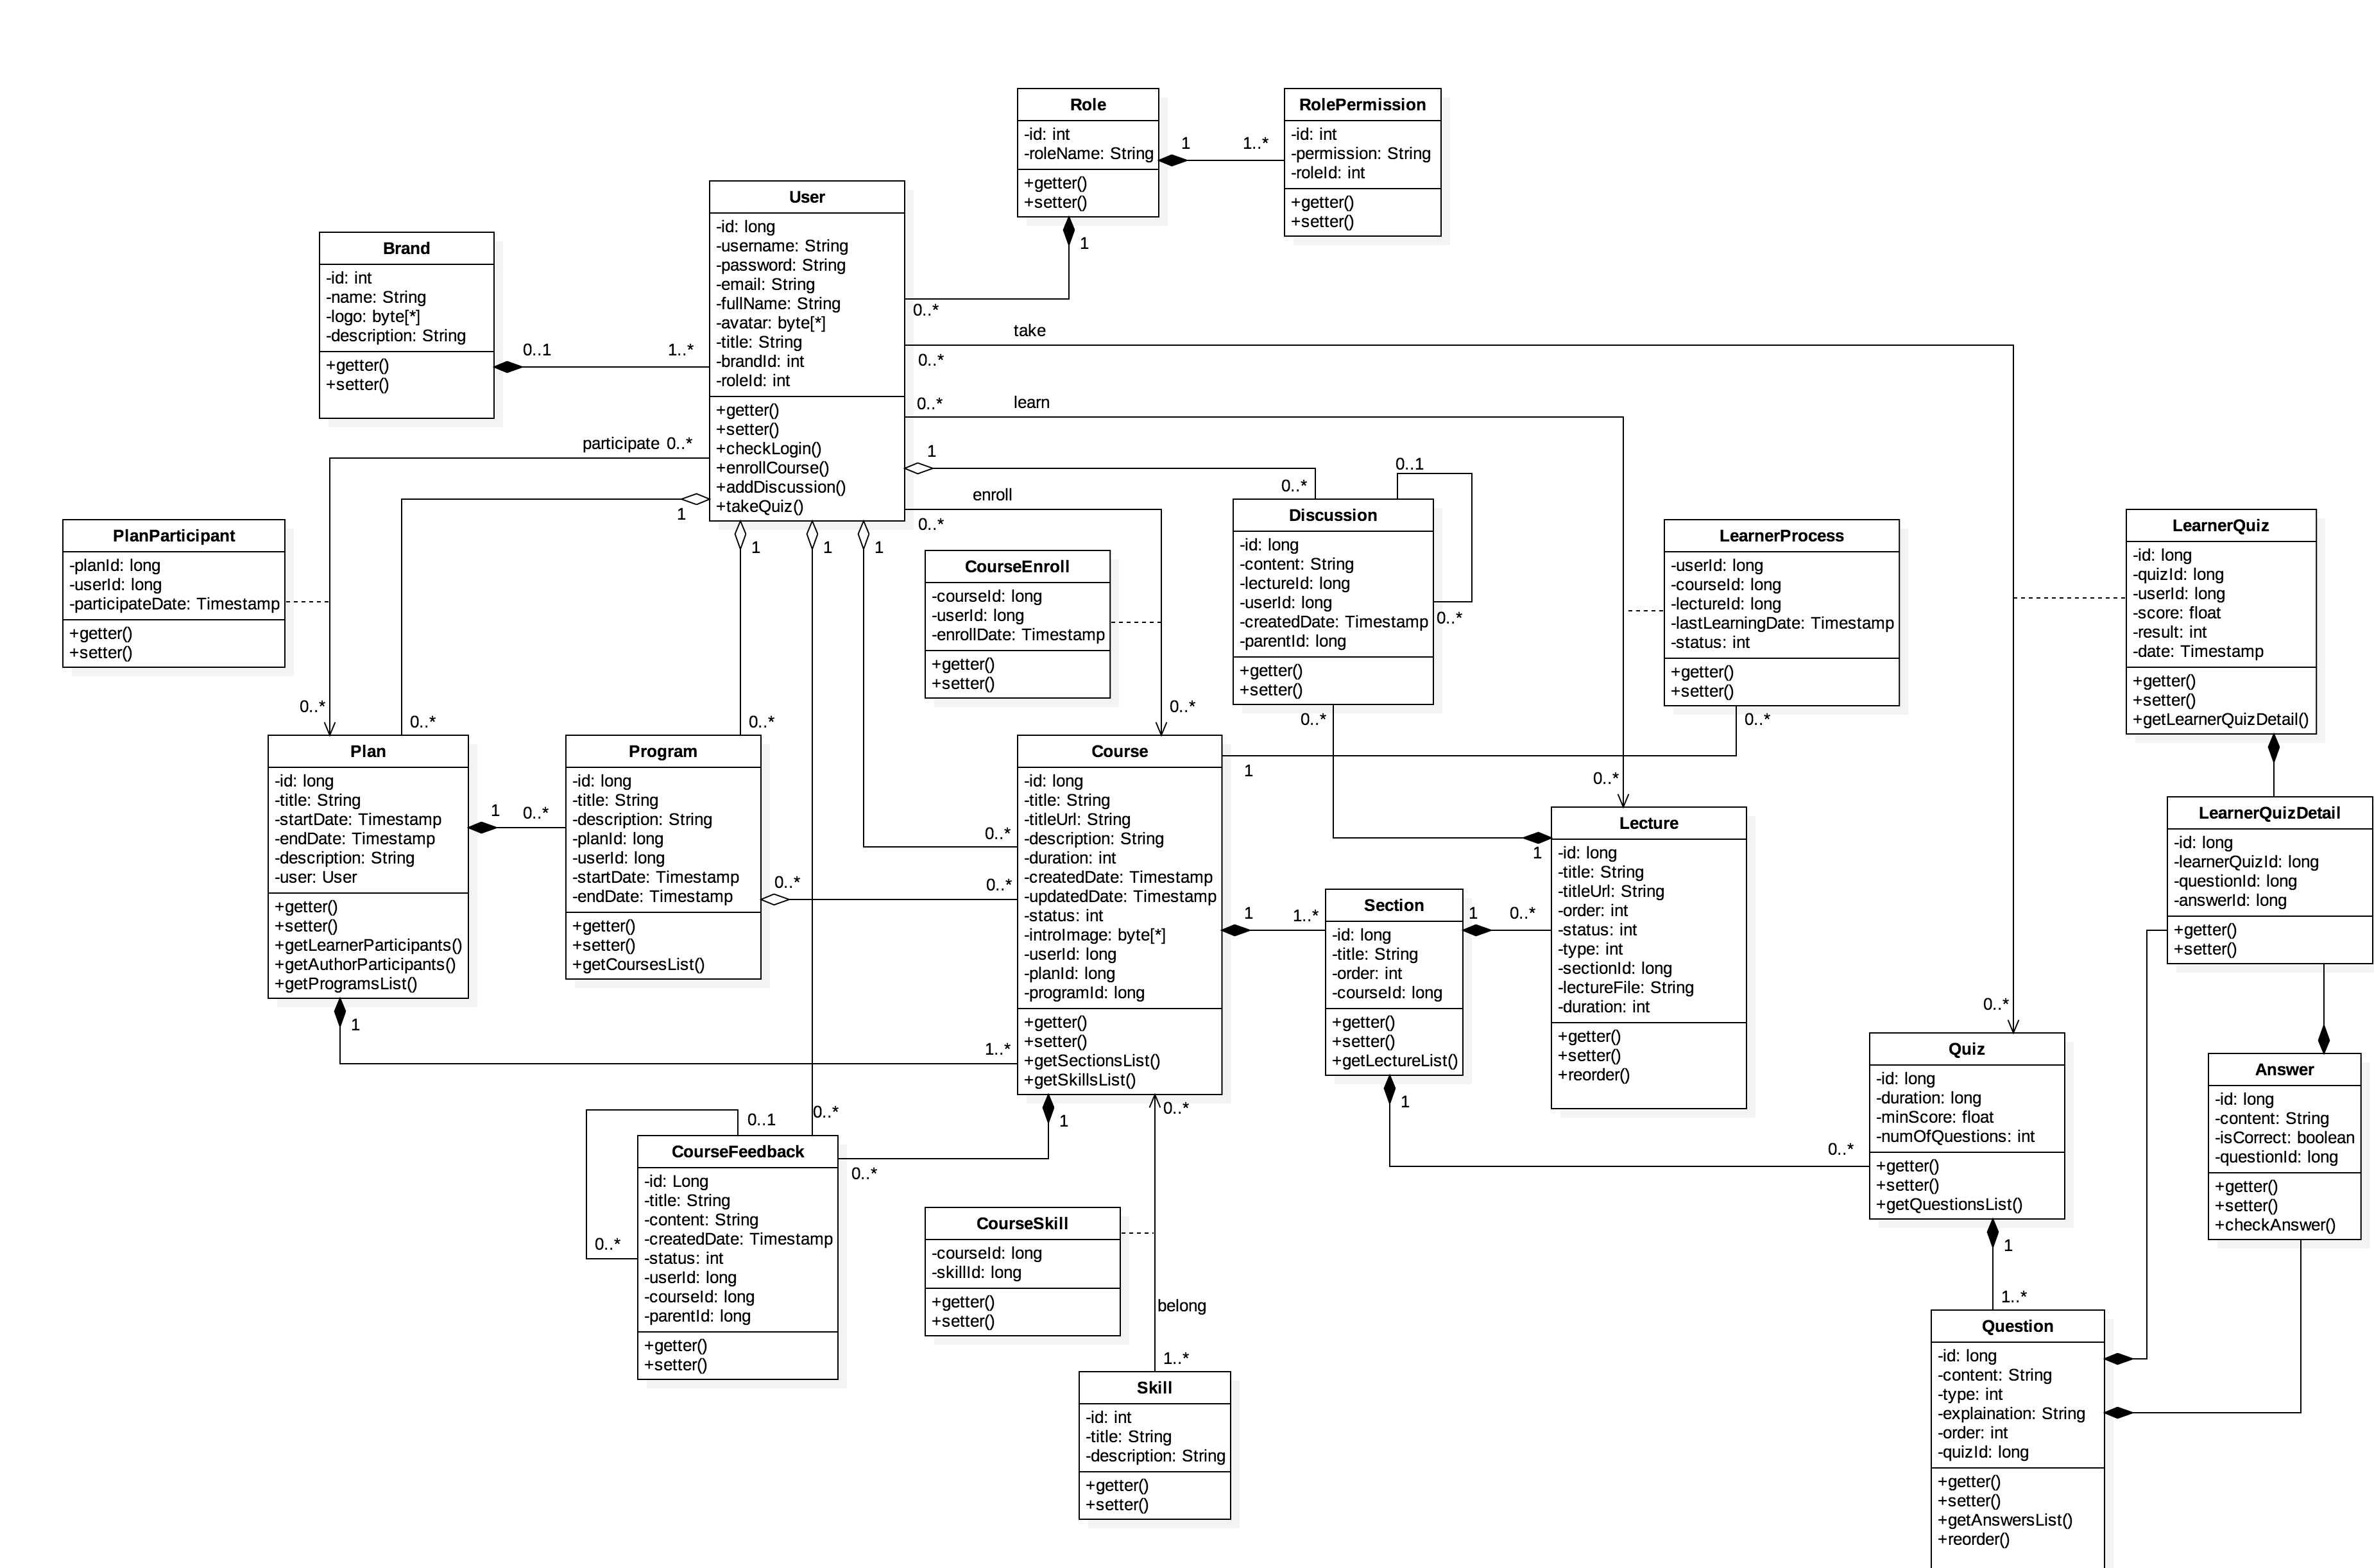 Role
-id: int
-roleName: String
+getter()
+setter()
1
1..*
RolePermission
-id: int
-permission: String
-roleId: int
+getter()
+setter()
1
User
-id: long
-username: String
-password: String
-email: String
-fullName: String
-avatar: byte[*]
-title: String
-brandId: int
-roleId: int
+getter()
+setter()
+checkLogin()
+enrollCourse()
+addDiscussion()
+takeQuiz()
Brand
-id: int
-name: String
-logo: byte[*]
-description: String
+getter()
+setter()
0..1
1..*
0..*
take
0..*
0..*
learn
participate 0..*
1
1
0..*
enroll
0..*
1
1
1
0..1
0..*
Discussion
-id: long
-content: String
-lectureId: long
-userId: long
-createdDate: Timestamp
-parentId: long
+getter()
+setter()
PlanParticipant
-planId: long
-userId: long
-participateDate: Timestamp
+getter()
+setter()
CourseEnroll
-courseId: long
-userId: long
-enrollDate: Timestamp
+getter()
+setter()
LearnerProcess
-userId: long
-courseId: long
-lectureId: long
-lastLearningDate: Timestamp
-status: int
+getter()
+setter()
LearnerQuiz
-id: long
-quizId: long
-userId: long
-score: float
-result: int
-date: Timestamp
+getter()
+setter()
+getLearnerQuizDetail()
0..*
0..*
0..*
0..*
0..*
0..*
1
0..*
Plan
-id: long
-title: String
-startDate: Timestamp
-endDate: Timestamp
-description: String
-user: User
+getter()
+setter()
+getLearnerParticipants()
+getAuthorParticipants()
+getProgramsList()
1
0..*
Program
-id: long
-title: String
-description: String
-planId: long
-userId: long
-startDate: Timestamp
-endDate: Timestamp
+getter()
+setter()
+getCoursesList()
0..*
0..*
0..*
Course
-id: long
-title: String
-titleUrl: String
-description: String
-duration: int
-createdDate: Timestamp
-updatedDate: Timestamp
-status: int
-introImage: byte[*]
-userId: long
-planId: long
-programId: long
+getter()
+setter()
+getSectionsList()
+getSkillsList()
1
1..*
Section
-id: long
-title: String
-order: int
-courseId: long
+getter()
+setter()
+getLectureList()
1
0..*
1
Lecture
-id: long
-title: String
-titleUrl: String
-order: int
-status: int
-type: int
-sectionId: long
-lectureFile: String
-duration: int
+getter()
+setter()
+reorder()
LearnerQuizDetail
-id: long
-learnerQuizId: long
-questionId: long
-answerId: long
+getter()
+setter()
1
1..*
0..*
Quiz
-id: long
-duration: long
-minScore: float
-numOfQuestions: int
+getter()
+setter()
+getQuestionsList()
Answer
-id: long
-content: String
-isCorrect: boolean
-questionId: long
+getter()
+setter()
+checkAnswer()
0..1
0..*
1
0..*
1
0..*
0..*
0..*
CourseFeedback
-id: Long
-title: String
-content: String
-createdDate: Timestamp
-status: int
-userId: long
-courseId: long
-parentId: long
+getter()
+setter()
CourseSkill
-courseId: long
-skillId: long
+getter()
+setter()
belong
1..*
Skill
-id: int
-title: String
-description: String
+getter()
+setter()
1
1..*
Question
-id: long
-content: String
-type: int
-explaination: String
-order: int
-quizId: long
+getter()
+setter()
+getAnswersList()
+reorder()